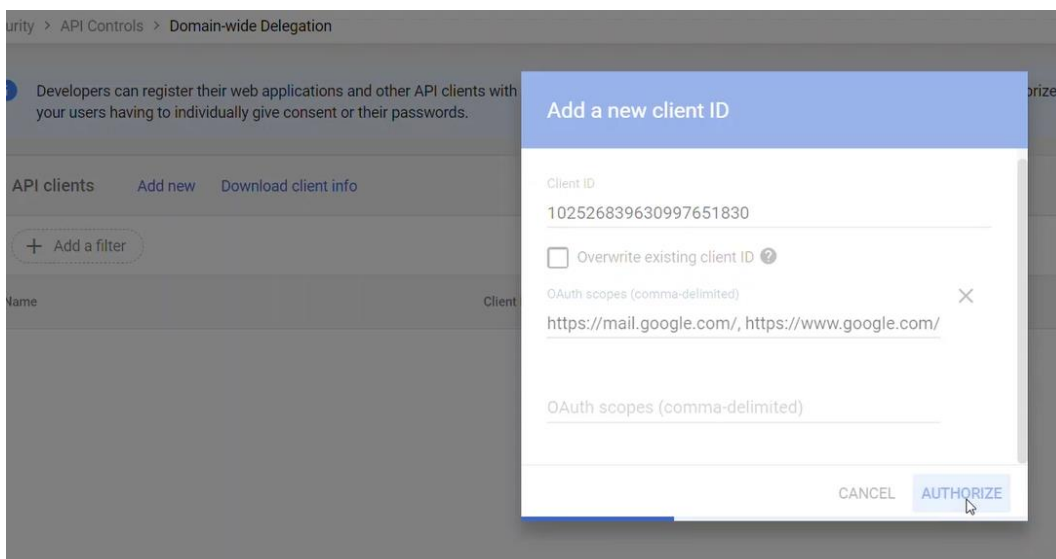 urity > API Controls > Domain-wide Delegation
Developers can register their web applications and other API clients with
your users having to individually give consent or their passwords.
API clients Add new Download client info
+ Add a filter
Name Client
Add a new client ID
Client ID
102526839630997651830
Overwrite existing client ID
OAuth scopes (comma-delimited)
https://mail.google.com/, https://www.google.com/
OAuth scopes (comma-delimited)
CANCEL AUTHORIZE